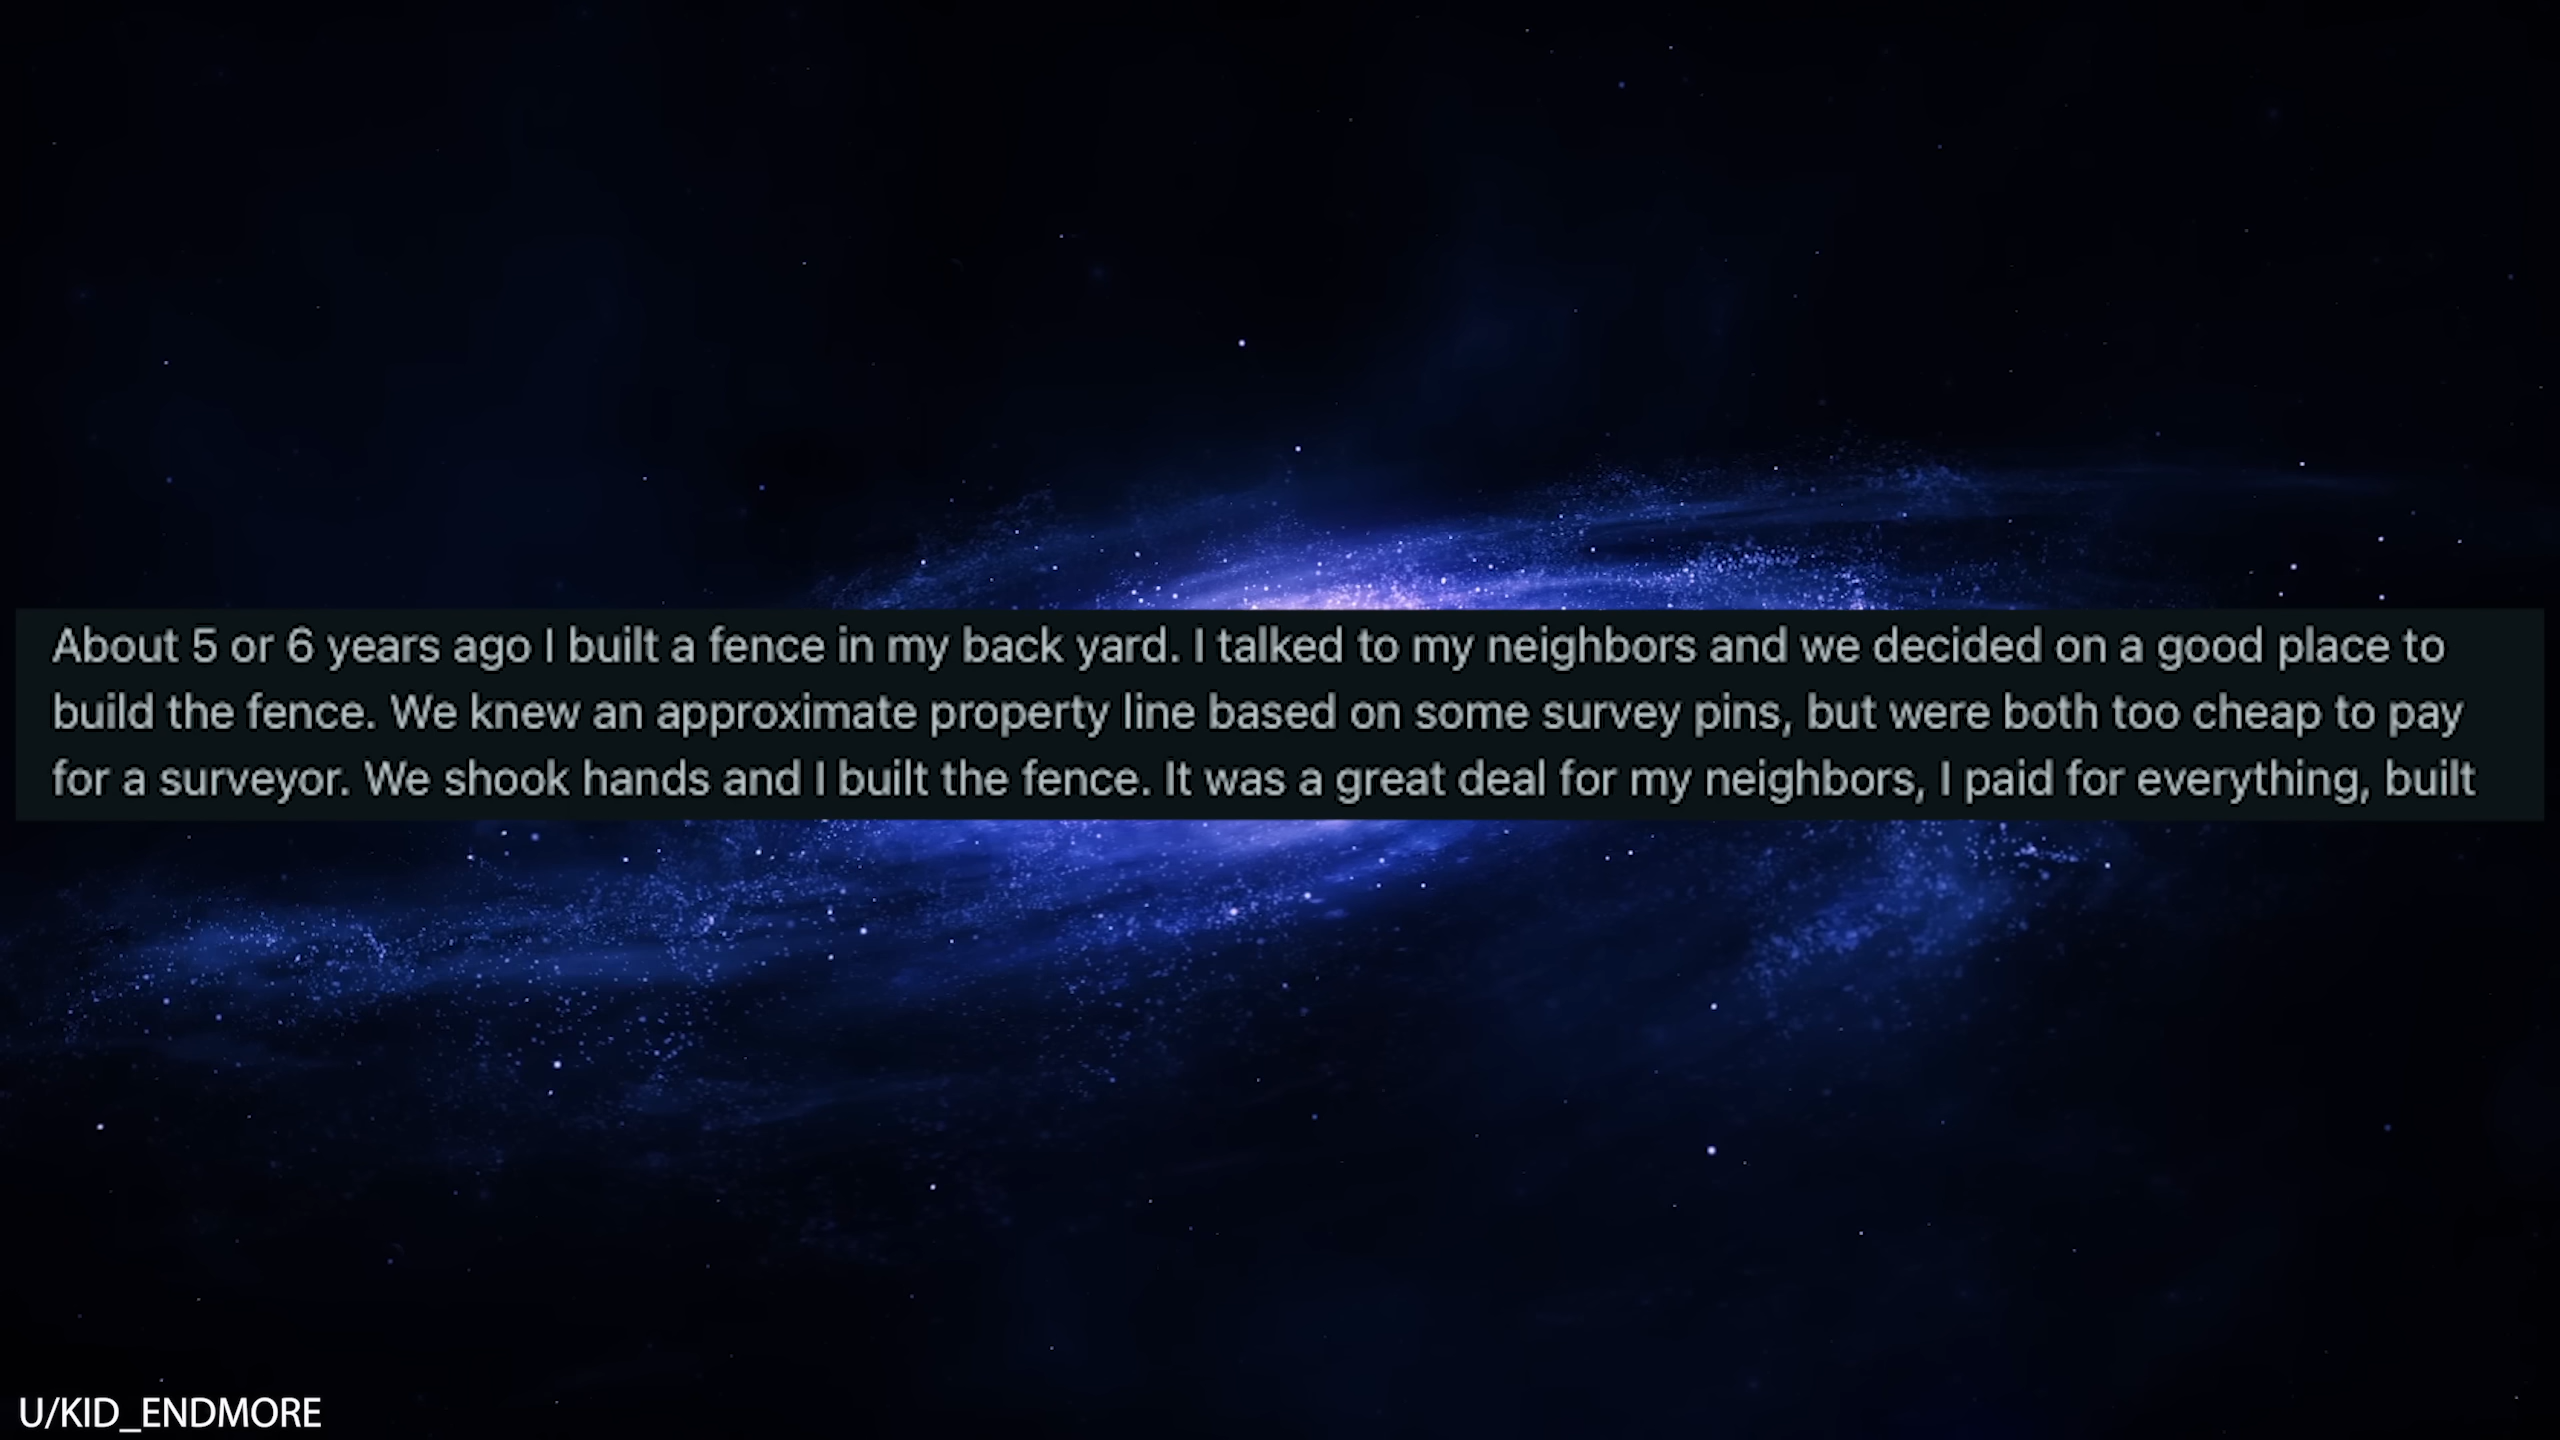 About 5 or 6 years ago I built a fence in my back yard. I talked to my neighbors and we decided on a good place to
build the fence. We knew an approximate property line based on some survey pins, but were both too cheap to pay
for a surveyor. We shook hands and I built the fence. It was a great deal for my neighbors, I paid for everything, built
U/KID_ENDMORE